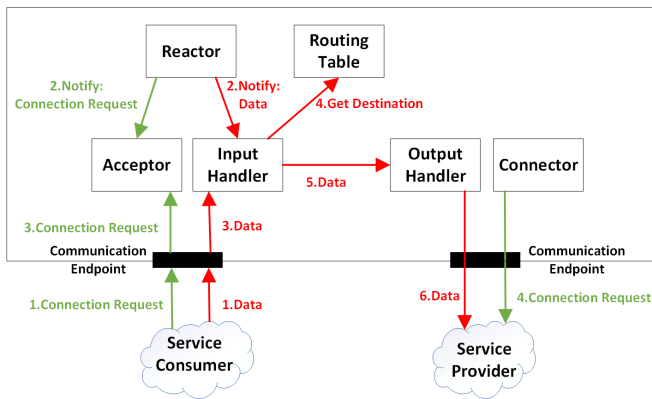 Reactor
Routing
Table
2.Notify:
Connection Request
2.Notify:
Data
4.Get Destination
Acceptor
Input
Handler
Output
Handler
Connector
5.Data
3.Connection Request
3.Data
Communication
Endpoint
Communication
Endpoint
1.Connection Request
1.Data
6.Data
4.Connection Request
Service
Consumer
Service
Provider